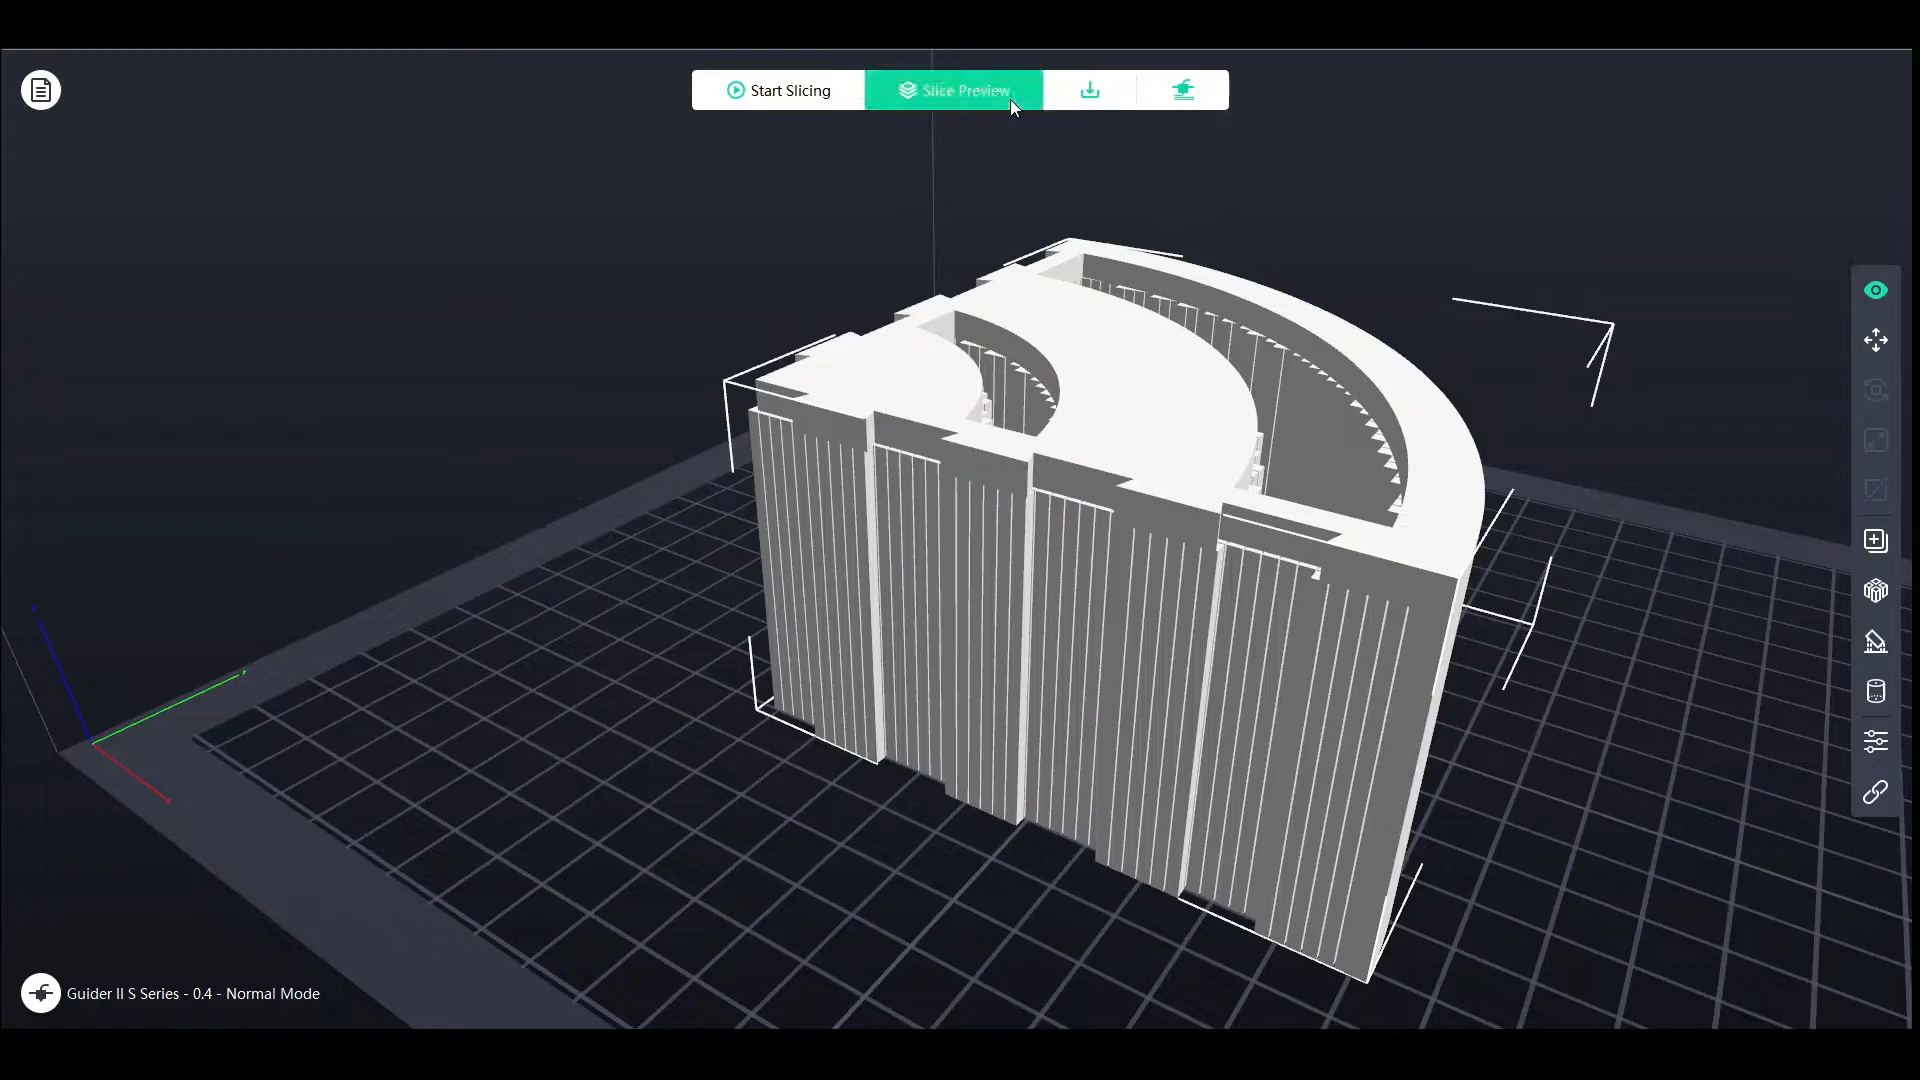 Start Slicing
Slice Preview
Guider II S Series - 0.4 - Normal Mode